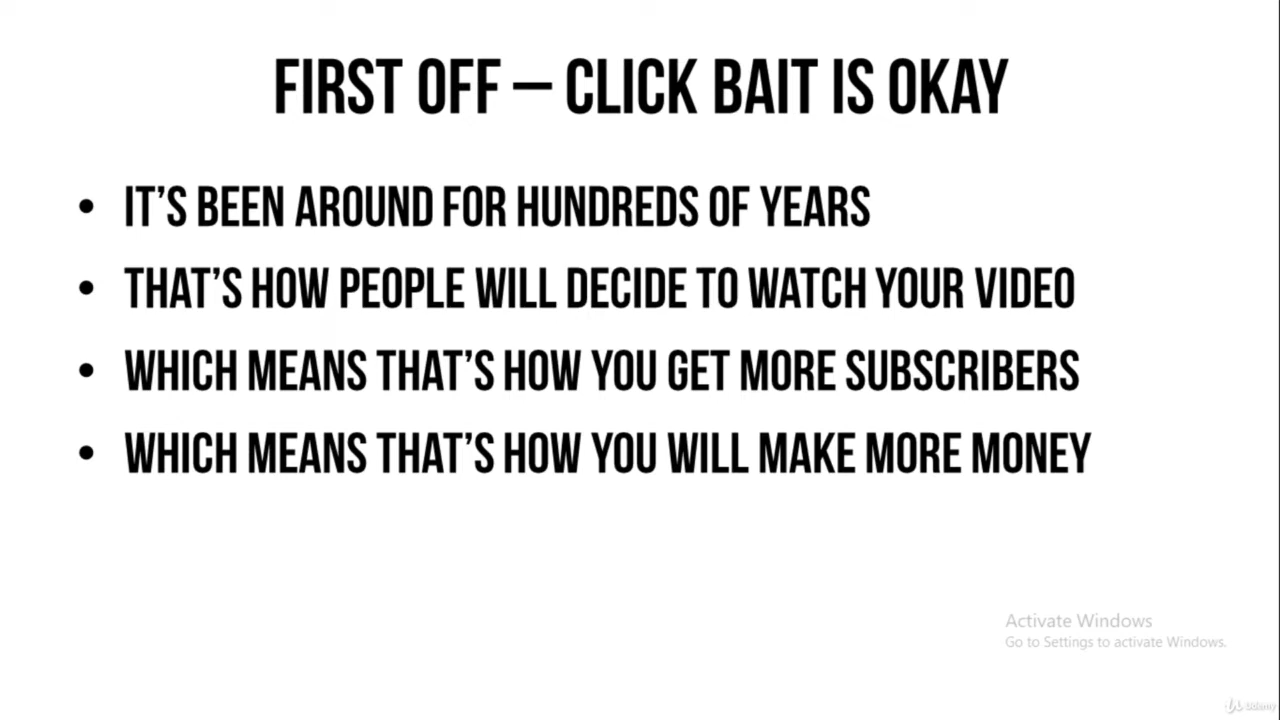 FIRST OFF – CLICK BAIT IS OKAY
• IT'S BEEN AROUND FOR HUNDREDS OF YEARS
• THAT'S HOW PEOPLE WILL DECIDE TO WATCH YOUR VIDEO
• WHICH MEANS THAT'S HOW YOU GET MORE SUBSCRIBERS
• WHICH MEANS THAT'S HOW YOU WILL MAKE MORE MONEY
Activate Windows
Go to Settings to activate Windows.
Udemy